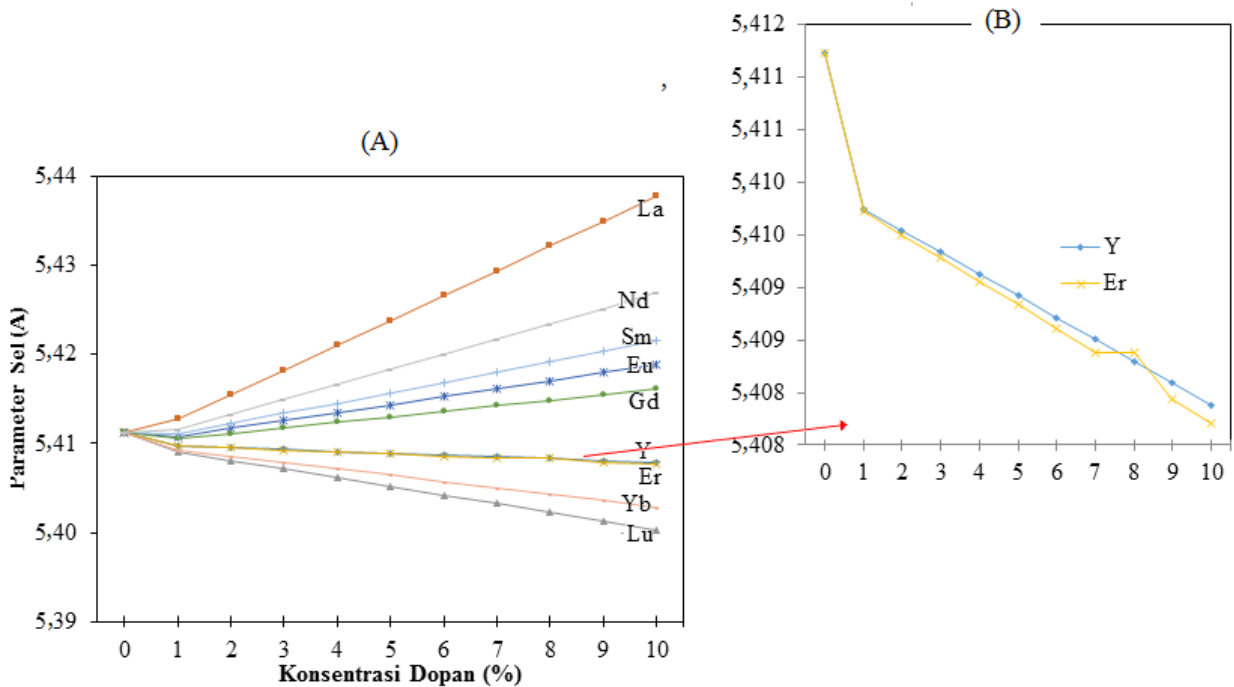 (A)
5,44
5,43
5,42
5,41
5,40
5,39
Parameter Sel (A)
La
Nd
Sm
Eu
Gd
Y
Er
Yb
Lu
0 1 2 3 4 5 6 7 8 9 10
Konsentrasi Dopan (%)
,
(B)
5,412
5,411
5,411
5,410
5,410
5,409
5,409
5,408
5,408
Y
Er
0 1 2 3 4 5 6 7 8 9 10